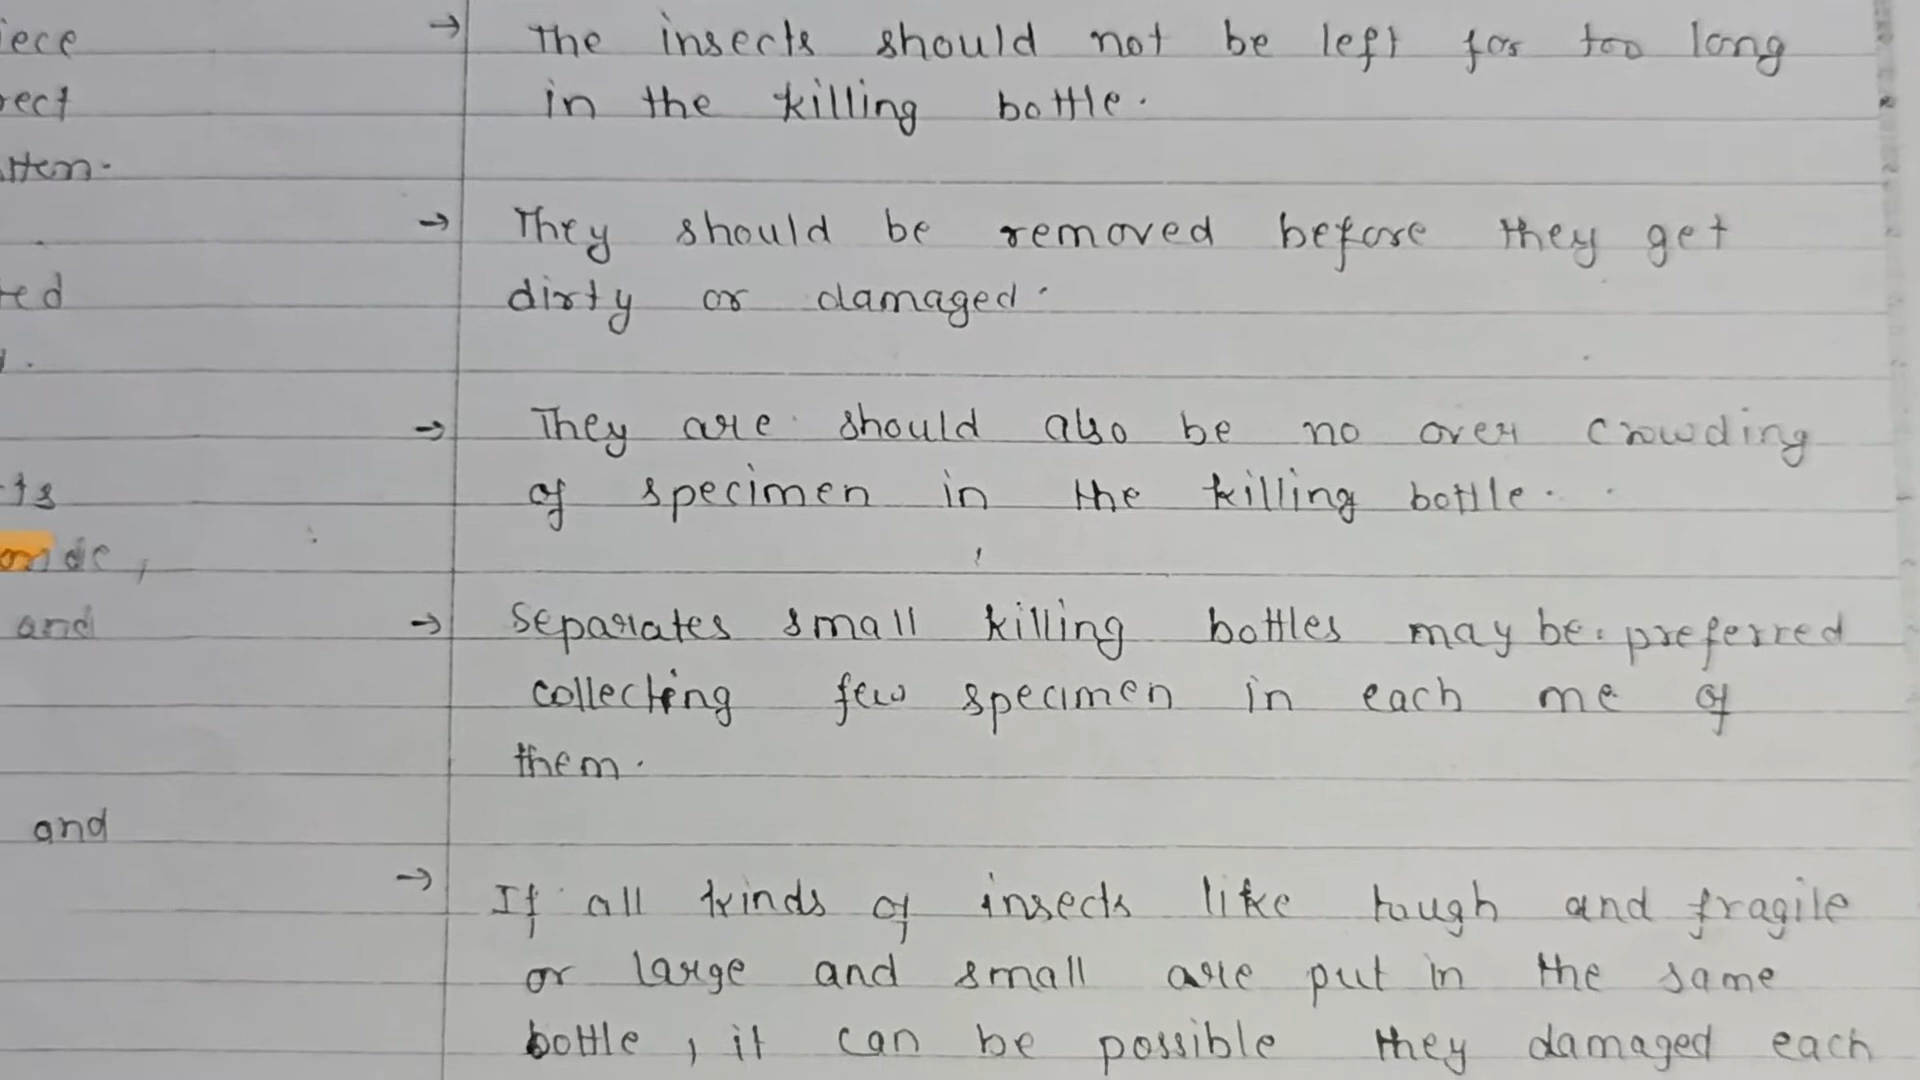 iece
rect
tten.
ted
ts
and
and
→ The insects should not be left for too long
in the killing bottle.
→ They should be removed before they get
dirty or damaged.
→ They are should also be no over crowding
of specimen in the killing bottle.
→ Separates small killing bottles may be preferred
collecting few specimen in each me of
them.
→ If all kinds of insects like tough and fragile
or large and small are put in the same
bottle, it can be possible they damaged each